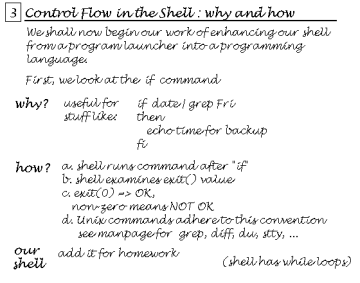 3 Control Flow in the Shell : why and how
We shall now begin our work of enhancing our shell
from a program launcher into a programming
language.
First, we look at the if command
why? useful for if date | grep Fri
stuff like: then
echo time for backup
fi
how? a. shell runs command after "if"
b. shell examines exit() value
c. exit(0) => OK,
non-zero means NOT OK
d. Unix commands adhere to this convention
see manpage for grep, diff, du, stty, ...
our add it for homework
shell (shell has while loops)